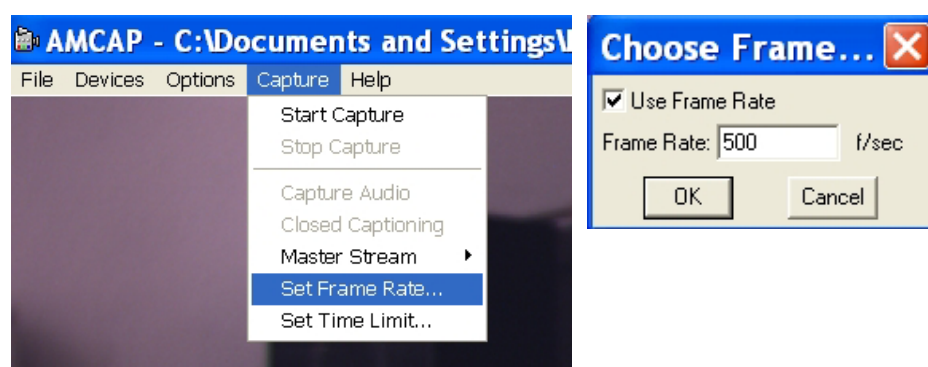 AMCAP - C:\Documents and Settings\
File Devices Options Capture Help
Start Capture
Stop Capture
Capture Audio
Closed Captioning
Master Stream
Set Frame Rate...
Set Time Limit...
Choose Frame...
Use Frame Rate
Frame Rate: 500 f/sec
OK Cancel